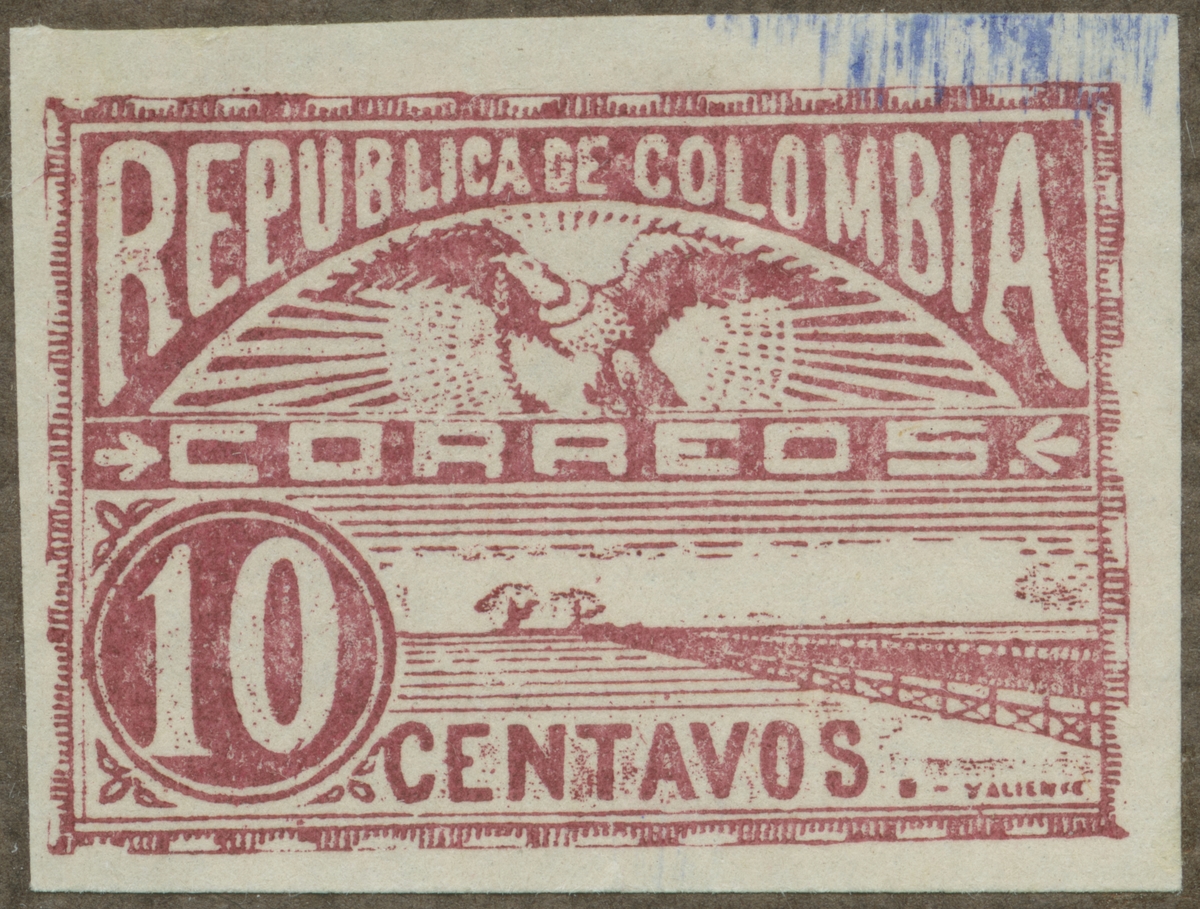 REPUBLICA DE COLOMBIA
CORREOS.
10
CENTAVOS.
VALIENTE